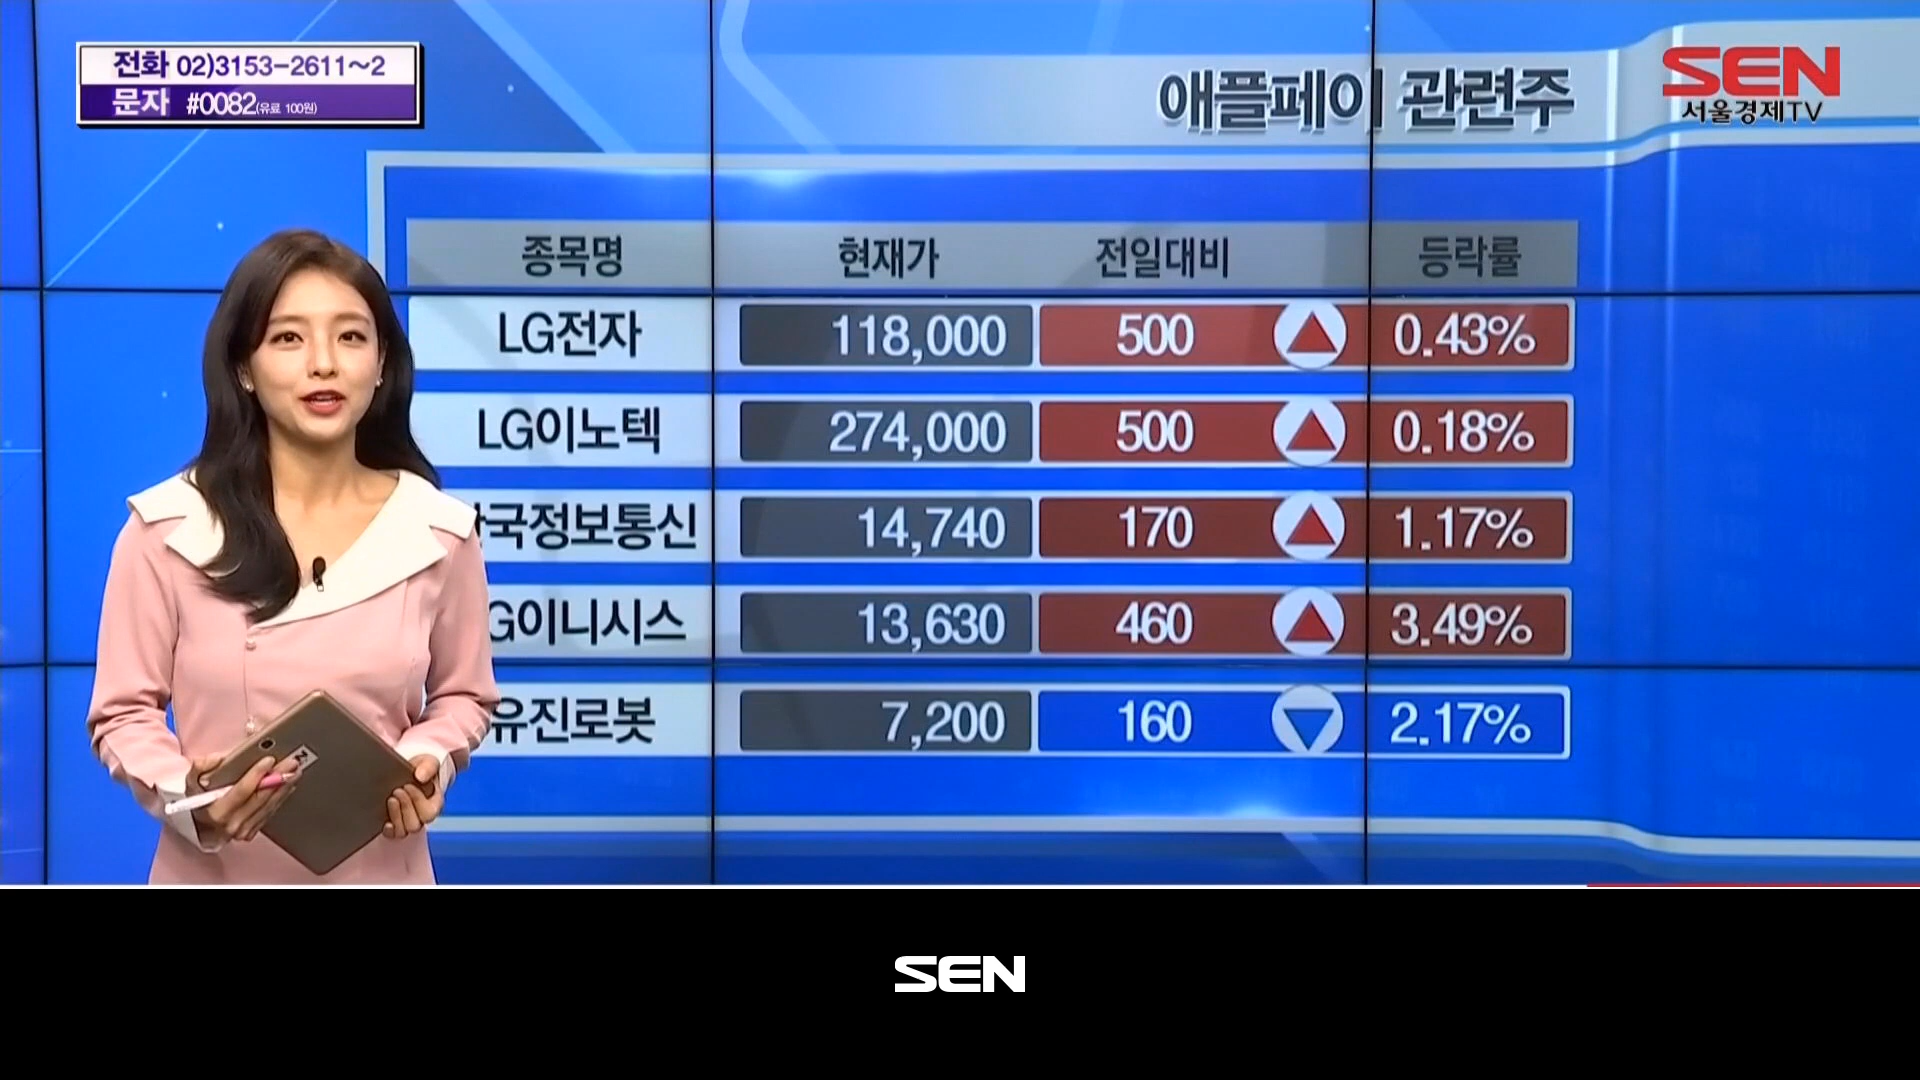 전화 02)3153-2611~2
문자 #0082(유료 100원)
애플페이 관련주
SEN
서울경제TV
종목명 현재가 전일대비 등락률
LG전자 118,000 500 ▲ 0.43%
LG이노텍 274,000 500 ▲ 0.18%
국정보통신 14,740 170 ▲ 1.17%
G이니시스 13,630 460 ▲ 3.49%
유진로봇 7,200 160 ▽ 2.17%
SEN